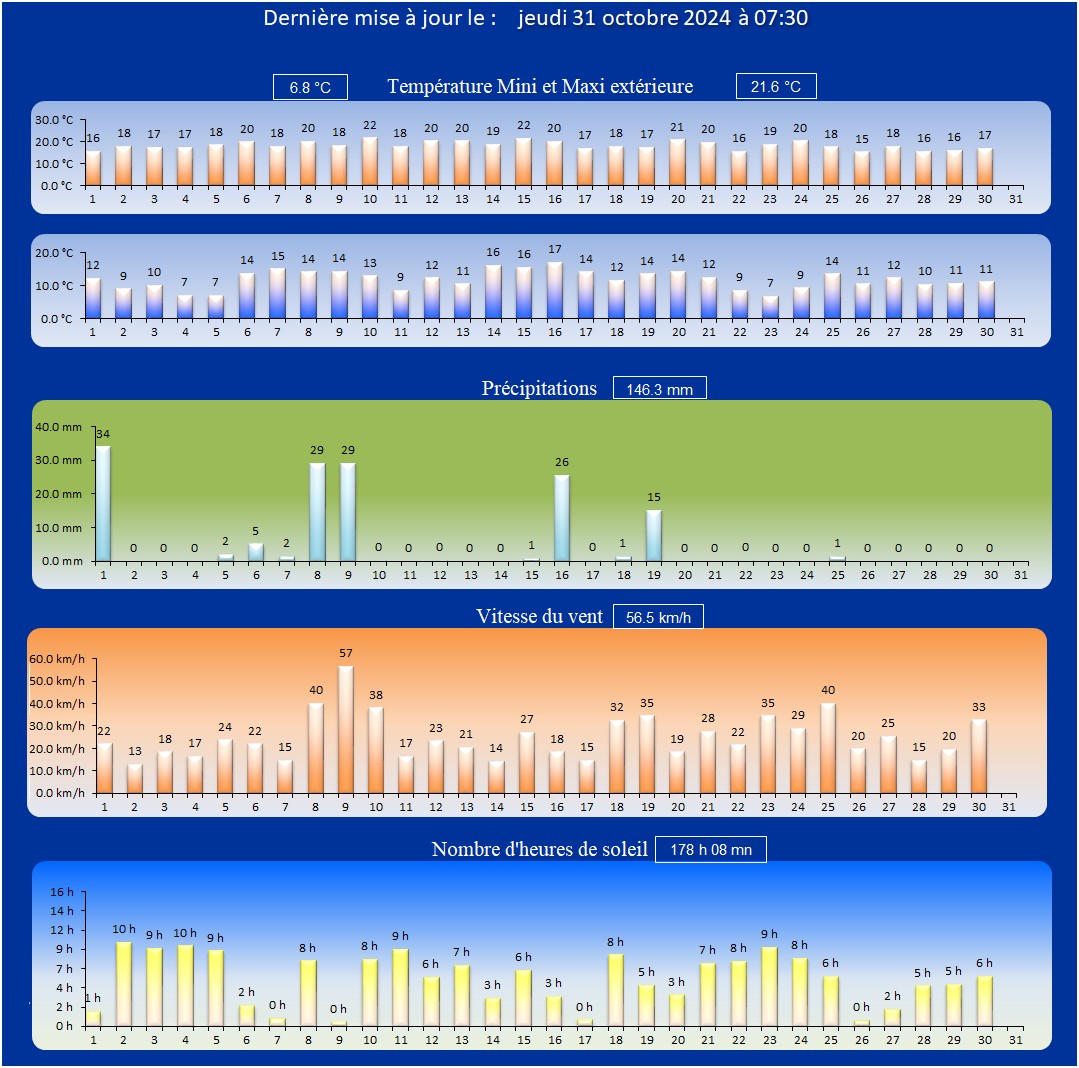 Dernière mise à jour le : jeudi 31 octobre 2024 à 07:30
6.8 °C Température Mini et Maxi extérieure 21.6 °C
30.0 °C
20.0 °C
10.0 °C
0.0 °C
16 18 17 17 18 20 18 20 18 22 18 20 20 19 22 20 17 18 17 21 20 16 19 20 18 15 18 16 16 17
1 2 3 4 5 6 7 8 9 10 11 12 13 14 15 16 17 18 19 20 21 22 23 24 25 26 27 28 29 30 31
20.0 °C
10.0 °C
0.0 °C
12 9 10 7 7 14 15 14 14 13 9 12 11 16 16 17 14 12 14 14 12 9 7 9 14 11 12 10 11 11
1 2 3 4 5 6 7 8 9 10 11 12 13 14 15 16 17 18 19 20 21 22 23 24 25 26 27 28 29 30 31
Précipitations 146.3 mm
40.0 mm
30.0 mm
20.0 mm
10.0 mm
0.0 mm
34 0 0 0 2 5 2 29 29 0 0 0 0 0 1 26 0 1 15 0 0 0 0 0 1 0 0 0 0 0
1 2 3 4 5 6 7 8 9 10 11 12 13 14 15 16 17 18 19 20 21 22 23 24 25 26 27 28 29 30 31
Vitesse du vent 56.5 km/h
60.0 km/h
50.0 km/h
40.0 km/h
30.0 km/h
20.0 km/h
10.0 km/h
0.0 km/h
22 13 18 17 24 22 15 40 57 38 17 23 21 14 27 18 15 32 35 19 28 22 35 29 40 20 25 15 20 33
1 2 3 4 5 6 7 8 9 10 11 12 13 14 15 16 17 18 19 20 21 22 23 24 25 26 27 28 29 30 31
Nombre d'heures de soleil 178 h 08 mn
16 h
14 h
12 h
9 h
7 h
4 h
2 h
0 h
1 h 10 h 9 h 10 h 9 h 2 h 0 h 8 h 0 h 8 h 9 h 6 h 7 h 3 h 6 h 3 h 0 h 8 h 5 h 3 h 7 h 8 h 9 h 8 h 6 h 0 h 2 h 5 h 5 h 6 h
1 2 3 4 5 6 7 8 9 10 11 12 13 14 15 16 17 18 19 20 21 22 23 24 25 26 27 28 29 30 31